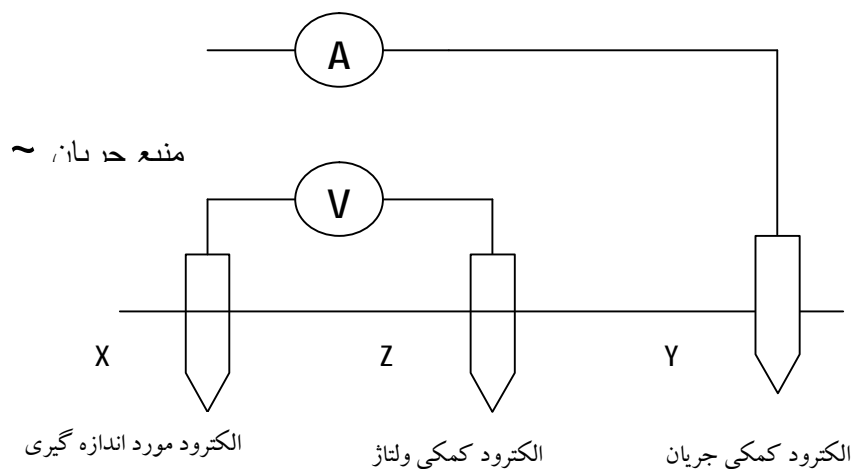 A
منبع جریان ~
V
X
Z
Y
الکترود مورد اندازه گیری
الکترود کمکی ولتاژ
الکترود کمکی جریان